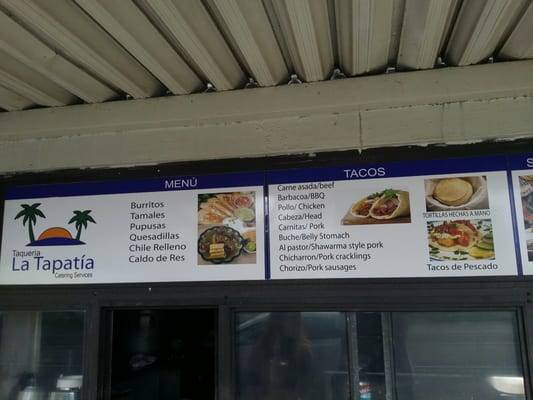 MENÚ
Burritos
Tamales
Pupusas
Quesadillas
Chile Relleno
Caldo de Res
Taquería
La Tapatía
Catering Services
TACOS
Carne asada/beef
Barbacoa/BBQ
Pollo/ Chicken
Cabeza/Head
Carnitas/ Pork
Buche/Belly Stomach
Al pastor/Shawarma style pork
Chicharron/Pork cracklings
Chorizo/Pork sausages
TORTILLAS HECHAS A MANO
Tacos de Pescado